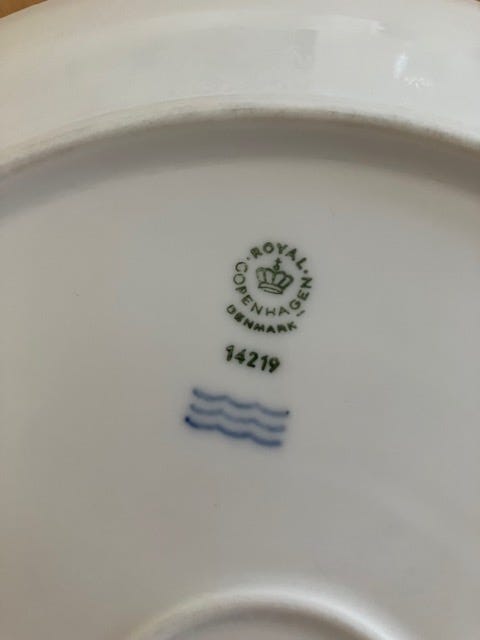 ROYAL
COPENHAGEN
DENMARK
14219